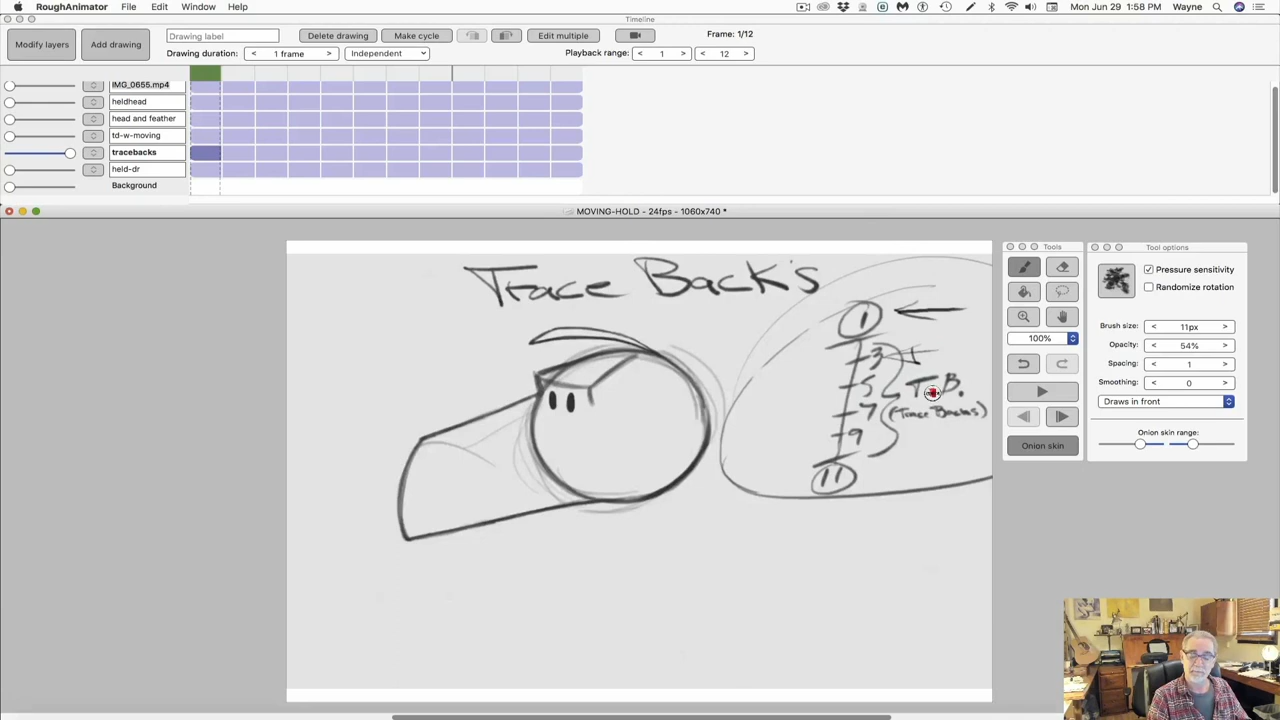 RoughAnimator File Edit Window Help Mon Jun 29 1:58 PM Wayne
Timeline
Modify layers Add drawing Drawing label Delete drawing Make cycle Edit multiple Frame: 1/12
Drawing duration: < 1 frame > Independent Playback range: < 1 > < 12 >
IMG_0655.mp4
heldhead
head and feather
td-w-moving
tracebacks
held-dr
Background
MOVING-HOLD - 24fps - 1060x740 *
Trace Back's
1
3
5 T.B.
7 (Trace Backs)
9
11
Tools
100%
Onion skin
Tool options
Pressure sensitivity
Randomize rotation
Brush size: < 11px >
Opacity: < 54% >
Spacing: < 1 >
Smoothing: < 0 >
Draws in front
Onion skin range: